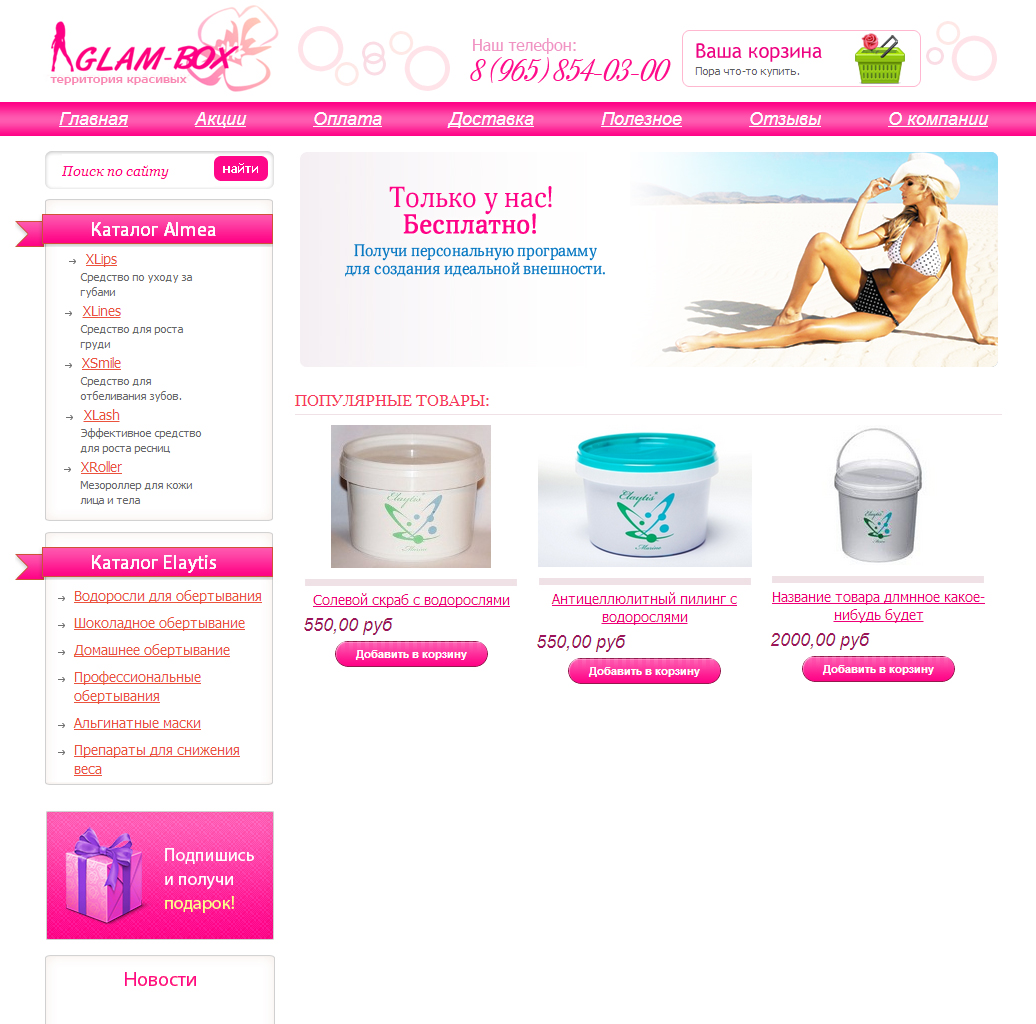 GLAM-BOX
территория красивых
Наш телефон:
8 (965) 854-03-00
Ваша корзина
Пора что-то купить.
Главная
Акции
Оплата
Доставка
Полезное
Отзывы
О компании
Поиск по сайту
найти
Каталог Almea
XLips
Средство по уходу за
губами
XLines
Средство для роста
груди
XSmile
Средство для
отбеливания зубов.
XLash
Эффективное средство
для роста ресниц
XRoller
Мезороллер для кожи
лица и тела
Каталог Elaytis
Водоросли для обертывания
Шоколадное обертывание
Домашнее обертывание
Профессиональные
обертывания
Альгинатные маски
Препараты для снижения
веса
Подпишись
и получи
подарок!
Новости
Только у нас!
Бесплатно!
Получи персональную программу
для создания идеальной внешности.
ПОПУЛЯРНЫЕ ТОВАРЫ:
Elaytis
Marine
Солевой скраб с водорослями
550,00 руб
Добавить в корзину
Elaytis
Marine
Антицеллюлитный пилинг с
водорослями
550,00 руб
Добавить в корзину
Elaytis
Marine
Название товара длмнное какое-
нибудь будет
2000,00 руб
Добавить в корзину